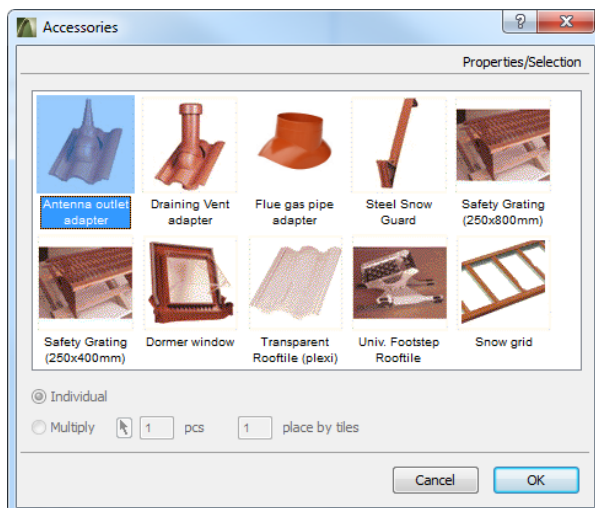 Accessories
?
X
Properties/Selection
Antenna outlet
adapter
Draining Vent
adapter
Flue gas pipe
adapter
Steel Snow
Guard
Safety Grating
(250x800mm)
Safety Grating
(250x400mm)
Dormer window
Transparent
Rooftile (plexi)
Univ. Footstep
Rooftile
Snow grid
Individual
Multiply 1 pcs 1 place by tiles
Cancel OK